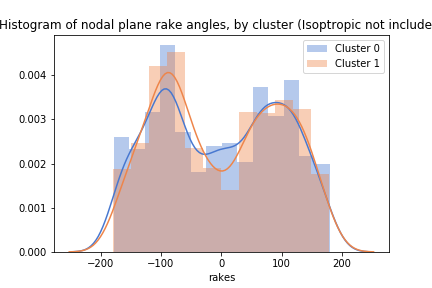 Histogram of nodal plane rake angles, by cluster (Isoptropic not include
Cluster 0
Cluster 1
0.004
0.003
0.002
0.001
0.000
−200 −100 0 100 200
rakes